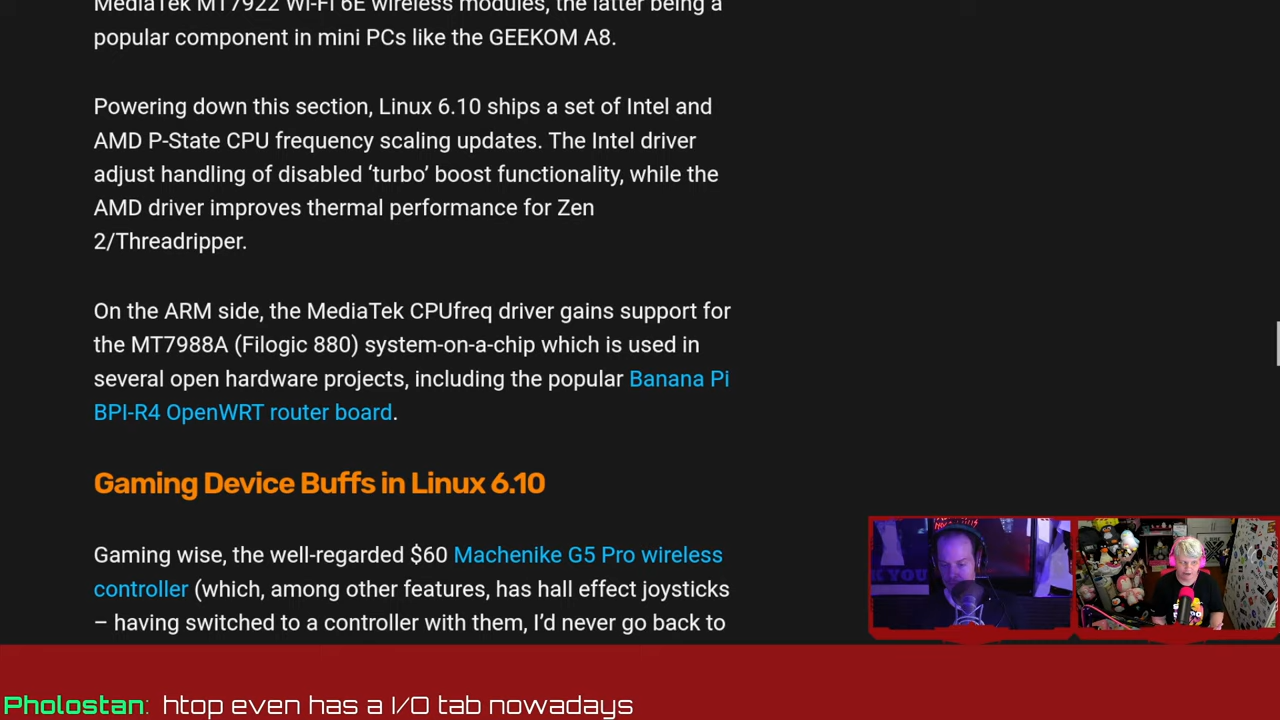 MediaTek MT7922 Wi-Fi 6E wireless modules, the latter being a
popular component in mini PCs like the GEEKOM A8.
Powering down this section, Linux 6.10 ships a set of Intel and
AMD P-State CPU frequency scaling updates. The Intel driver
adjust handling of disabled ‘turbo’ boost functionality, while the
AMD driver improves thermal performance for Zen
2/Threadripper.
On the ARM side, the MediaTek CPUfreq driver gains support for
the MT7988A (Filogic 880) system-on-a-chip which is used in
several open hardware projects, including the popular Banana Pi
BPI-R4 OpenWRT router board.
Gaming Device Buffs in Linux 6.10
Gaming wise, the well-regarded $60 Machenike G5 Pro wireless
controller (which, among other features, has hall effect joysticks
– having switched to a controller with them, I’d never go back to
Pholostan: htop even has a I/O tab nowadays